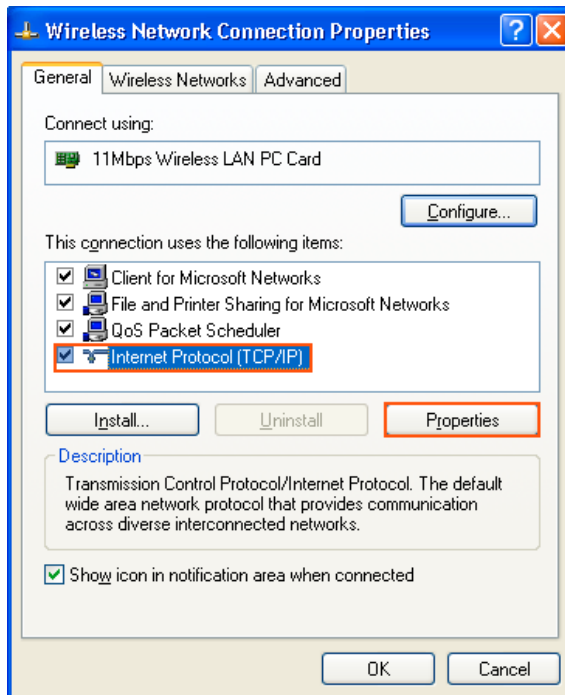 Wireless Network Connection Properties
General Wireless Networks Advanced
Connect using:
11Mbps Wireless LAN PC Card
Configure...
This connection uses the following items:
Client for Microsoft Networks
File and Printer Sharing for Microsoft Networks
QoS Packet Scheduler
Internet Protocol (TCP/IP)
Install... Uninstall Properties
Description
Transmission Control Protocol/Internet Protocol. The default
wide area network protocol that provides communication
across diverse interconnected networks.
Show icon in notification area when connected
OK Cancel